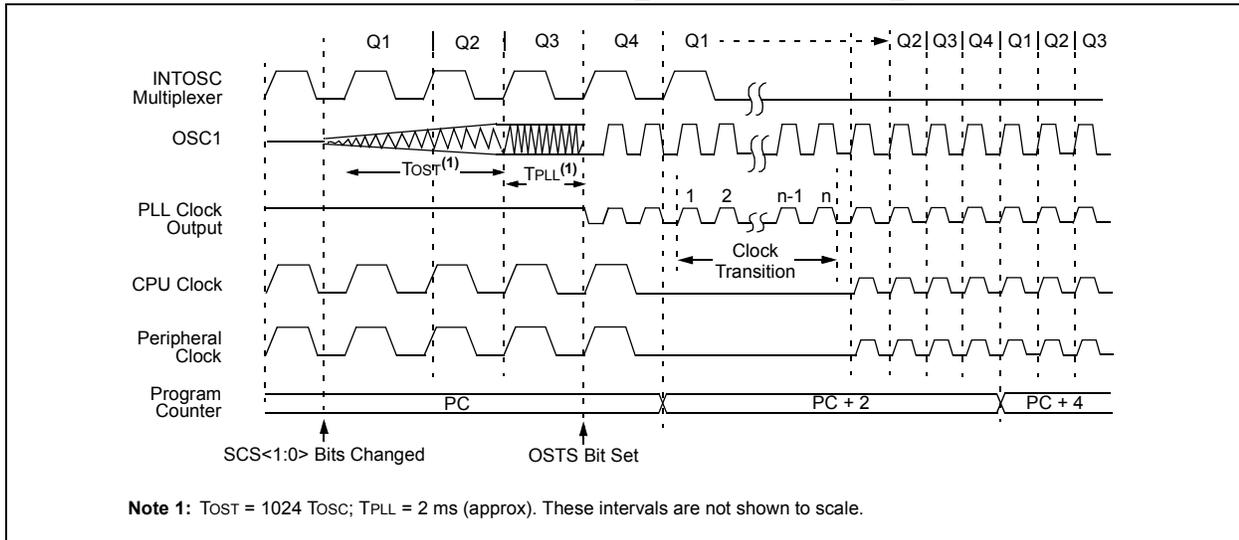 Q1 Q2 Q3 Q4 Q1 Q2 Q3 Q4 Q1 Q2 Q3
INTOSC
Multiplexer
OSC1
TOST(1)
TPLL(1)
1 2 n-1 n
PLL Clock
Output
Clock
Transition
CPU Clock
Peripheral
Clock
Program
Counter
PC PC + 2 PC + 4
SCS<1:0> Bits Changed
OSTS Bit Set
Note 1: TOST = 1024 TOSC; TPLL = 2 ms (approx). These intervals are not shown to scale.